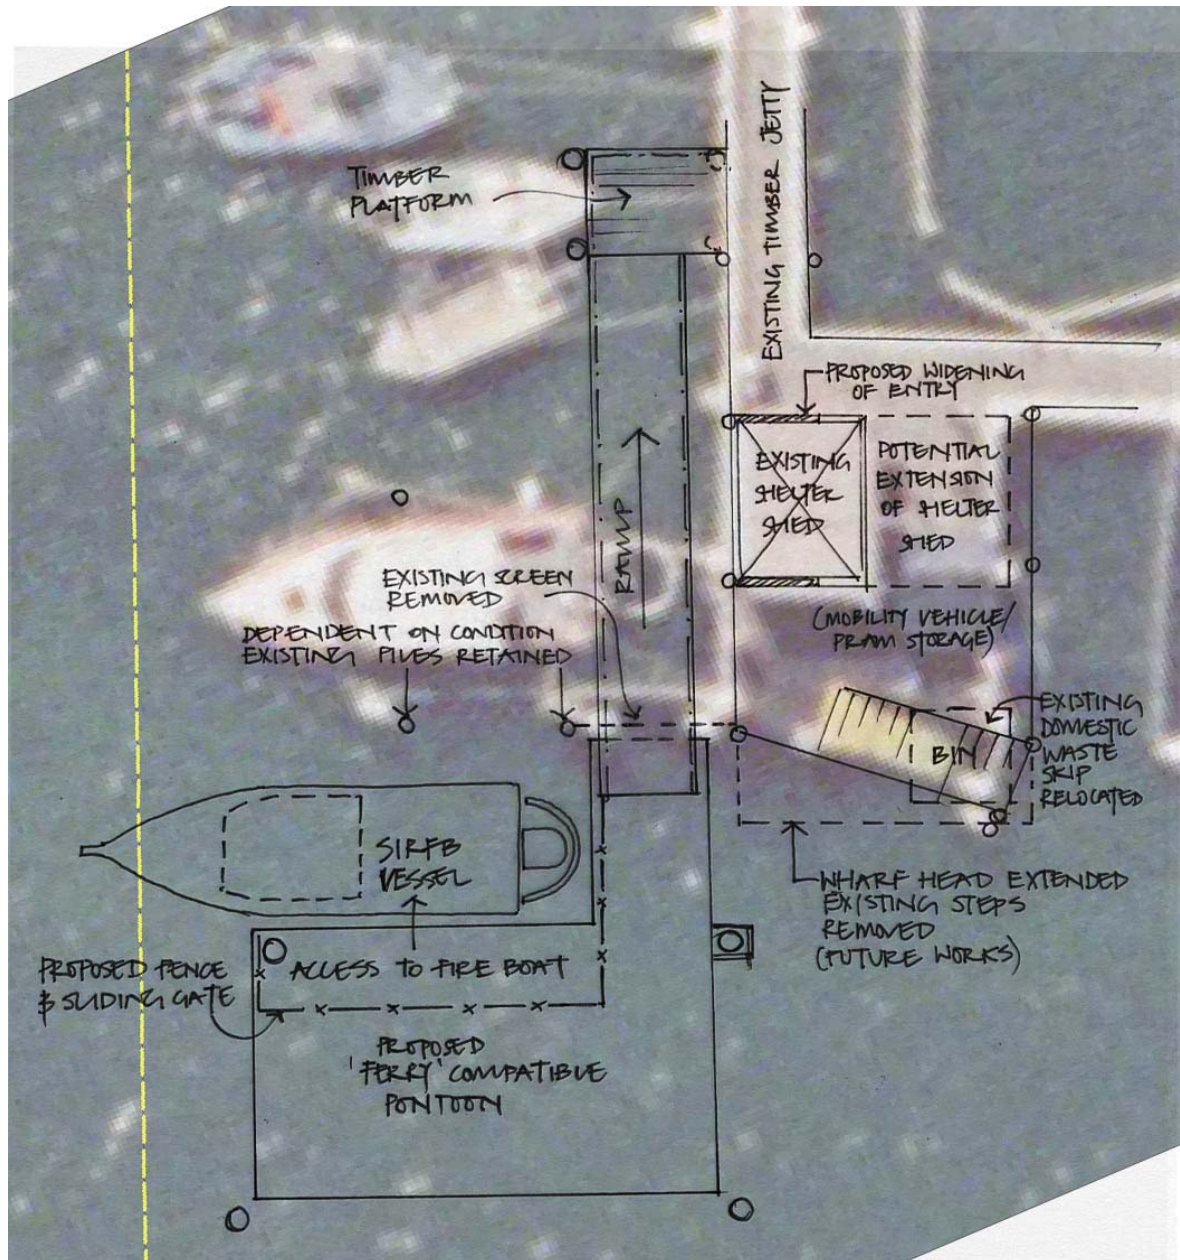 TIMBER
PLATFORM
EXISTING TIMBER JETTY
PROPOSED WIDENING
OF ENTRY
EXISTING
SHELTER
SHED
POTENTIAL
EXTENSION
OF SHELTER
SHED
(MOBILITY VEHICLE/
PRAM STORAGE)
RAMP
EXISTING SCREEN
REMOVED
DEPENDENT ON CONDITION
EXISTING PILES RETAINED
BIN
EXISTING
DOMESTIC
WASTE
SKIP
RELOCATED
SIRFB
VESSEL
WHARF HEAD EXTENDED
EXISTING STEPS
REMOVED
(FUTURE WORKS)
PROPOSED FENCE
& SLIDING GATE
ACCESS TO FIRE BOAT
PROPOSED
'FERRY' COMPATIBLE
PONTOON